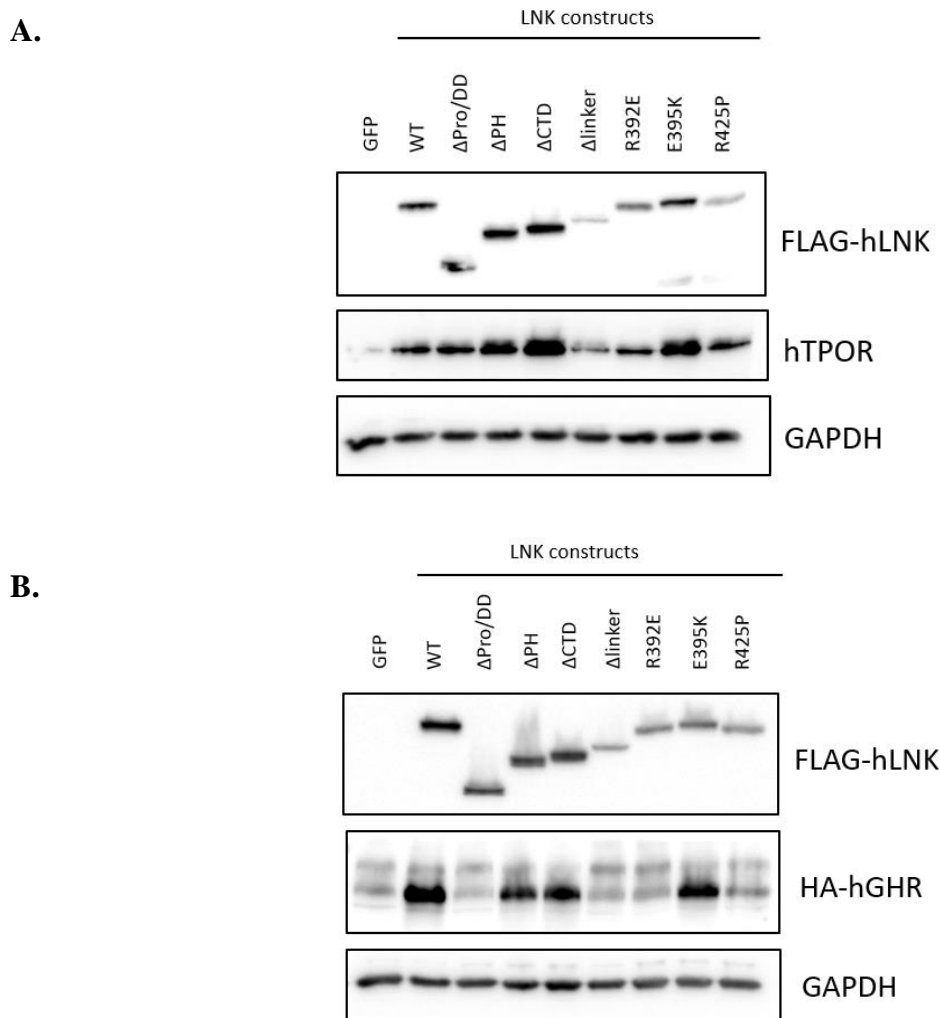 A.
LNK constructs
GFP WT ΔPro/DD ΔPH ΔCTD Δlinker R392E E395K R425P
FLAG-hLNK
hTPOR
GAPDH
B.
LNK constructs
GFP WT ΔPro/DD ΔPH ΔCTD Δlinker R392E E395K R425P
FLAG-hLNK
HA-hGHR
GAPDH